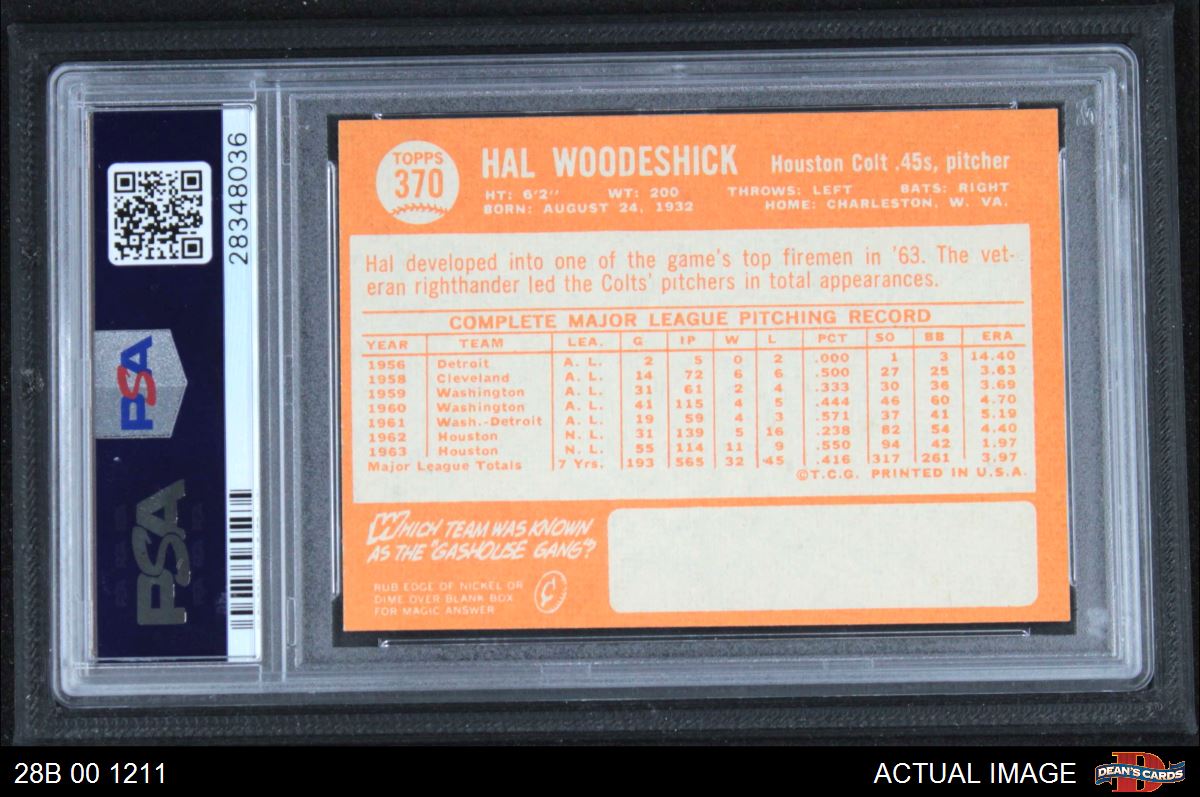 28348036
PSA
PSA
TOPPS
370
HAL WOODESHICK Houston Colt .45s, pitcher
HT: 6'2" WT: 200 THROWS: LEFT BATS: RIGHT
BORN: AUGUST 24, 1932 HOME: CHARLESTON, W. VA.
Hal developed into one of the game's top firemen in '63. The vet-
eran righthander led the Colts' pitchers in total appearances.
COMPLETE MAJOR LEAGUE PITCHING RECORD
YEAR TEAM LEA. G IP W L PCT SO BB ERA
1956 Detroit A. L. 2 5 0 2 .000 1 3 14.40
1958 Cleveland A. L. 14 72 6 6 .500 27 25 3.63
1959 Washington A. L. 31 61 2 4 .333 30 36 3.69
1960 Washington A. L. 41 115 4 5 .444 46 60 4.70
1961 Wash.-Detroit A. L. 19 59 4 3 .571 37 41 5.19
1962 Houston N. L. 31 139 5 16 .238 82 54 4.40
1963 Houston N. L. 55 114 11 9 .550 94 42 1.97
Major League Totals 7 Yrs. 193 565 32 45 .416 317 261 3.97
©T.C.G. PRINTED IN U.S.A.
WHICH TEAM WAS KNOWN
AS THE "GASHOUSE GANG"?
RUB EDGE OF NICKEL OR
DIME OVER BLANK BOX
FOR MAGIC ANSWER
28B 00 1211
ACTUAL IMAGE
D
DEAN'S CARDS